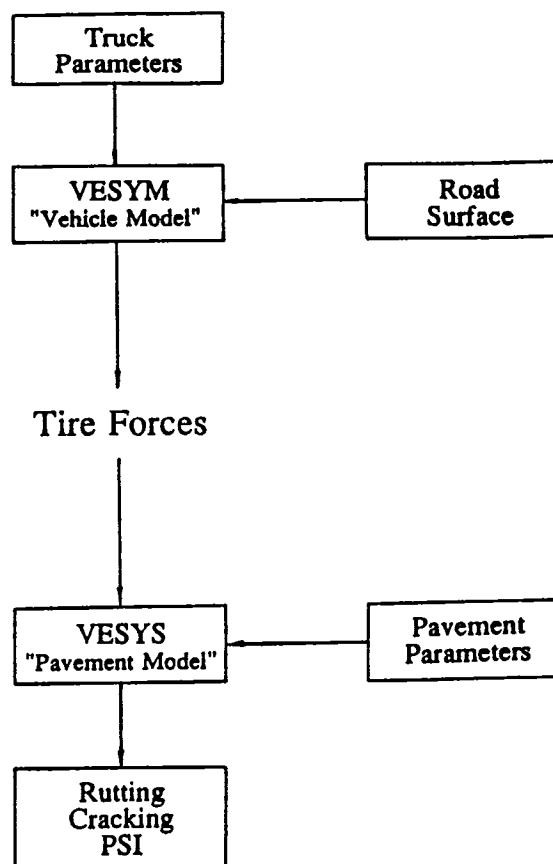 Truck
Parameters
VESYM
"Vehicle Model"
Road
Surface
Tire Forces
VESYS
"Pavement Model"
Pavement
Parameters
Rutting
Cracking
PSI